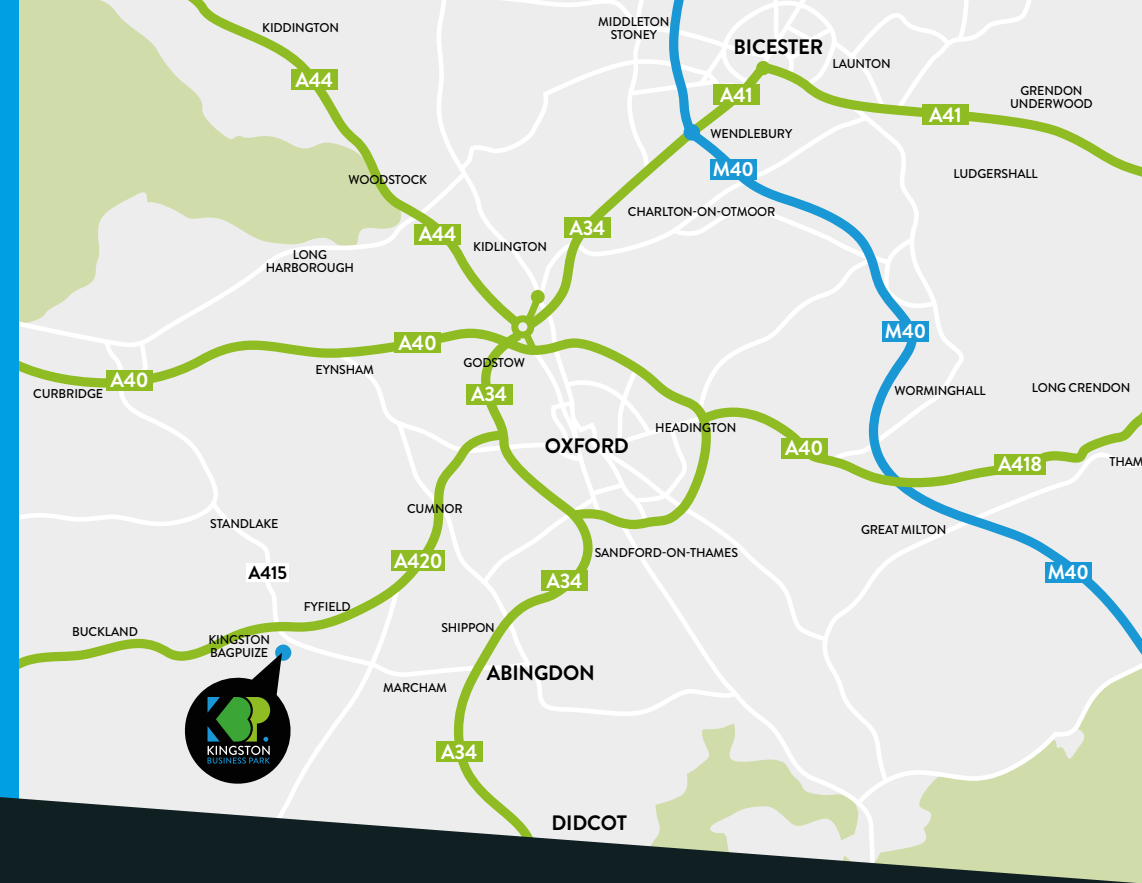 KIDDINGTON
MIDDLETON
STONEY
BICESTER
LAUNTON
A44
A41
GRENDON
UNDERWOOD
A41
WENDLEBURY
M40
LUDGERSHALL
WOODSTOCK
CHARLTON-ON-OTMOOR
A44
A34
KIDLINGTON
LONG
HARBOROUGH
M40
A40
GODSTOW
EYNSHAM
A40
CURBRIDGE
A34
WORMINGHALL
LONG CRENDON
HEADINGTON
OXFORD
A40
A418
THAM
CUMNOR
STANDLAKE
GREAT MILTON
SANDFORD-ON-THAMES
A420
A415
A34
M40
FYFIELD
BUCKLAND
SHIPPON
KINGSTON
BAGPUIZE
ABINGDON
MARCHAM
KBP.
KINGSTON
BUSINESS PARK
A34
DIDCOT